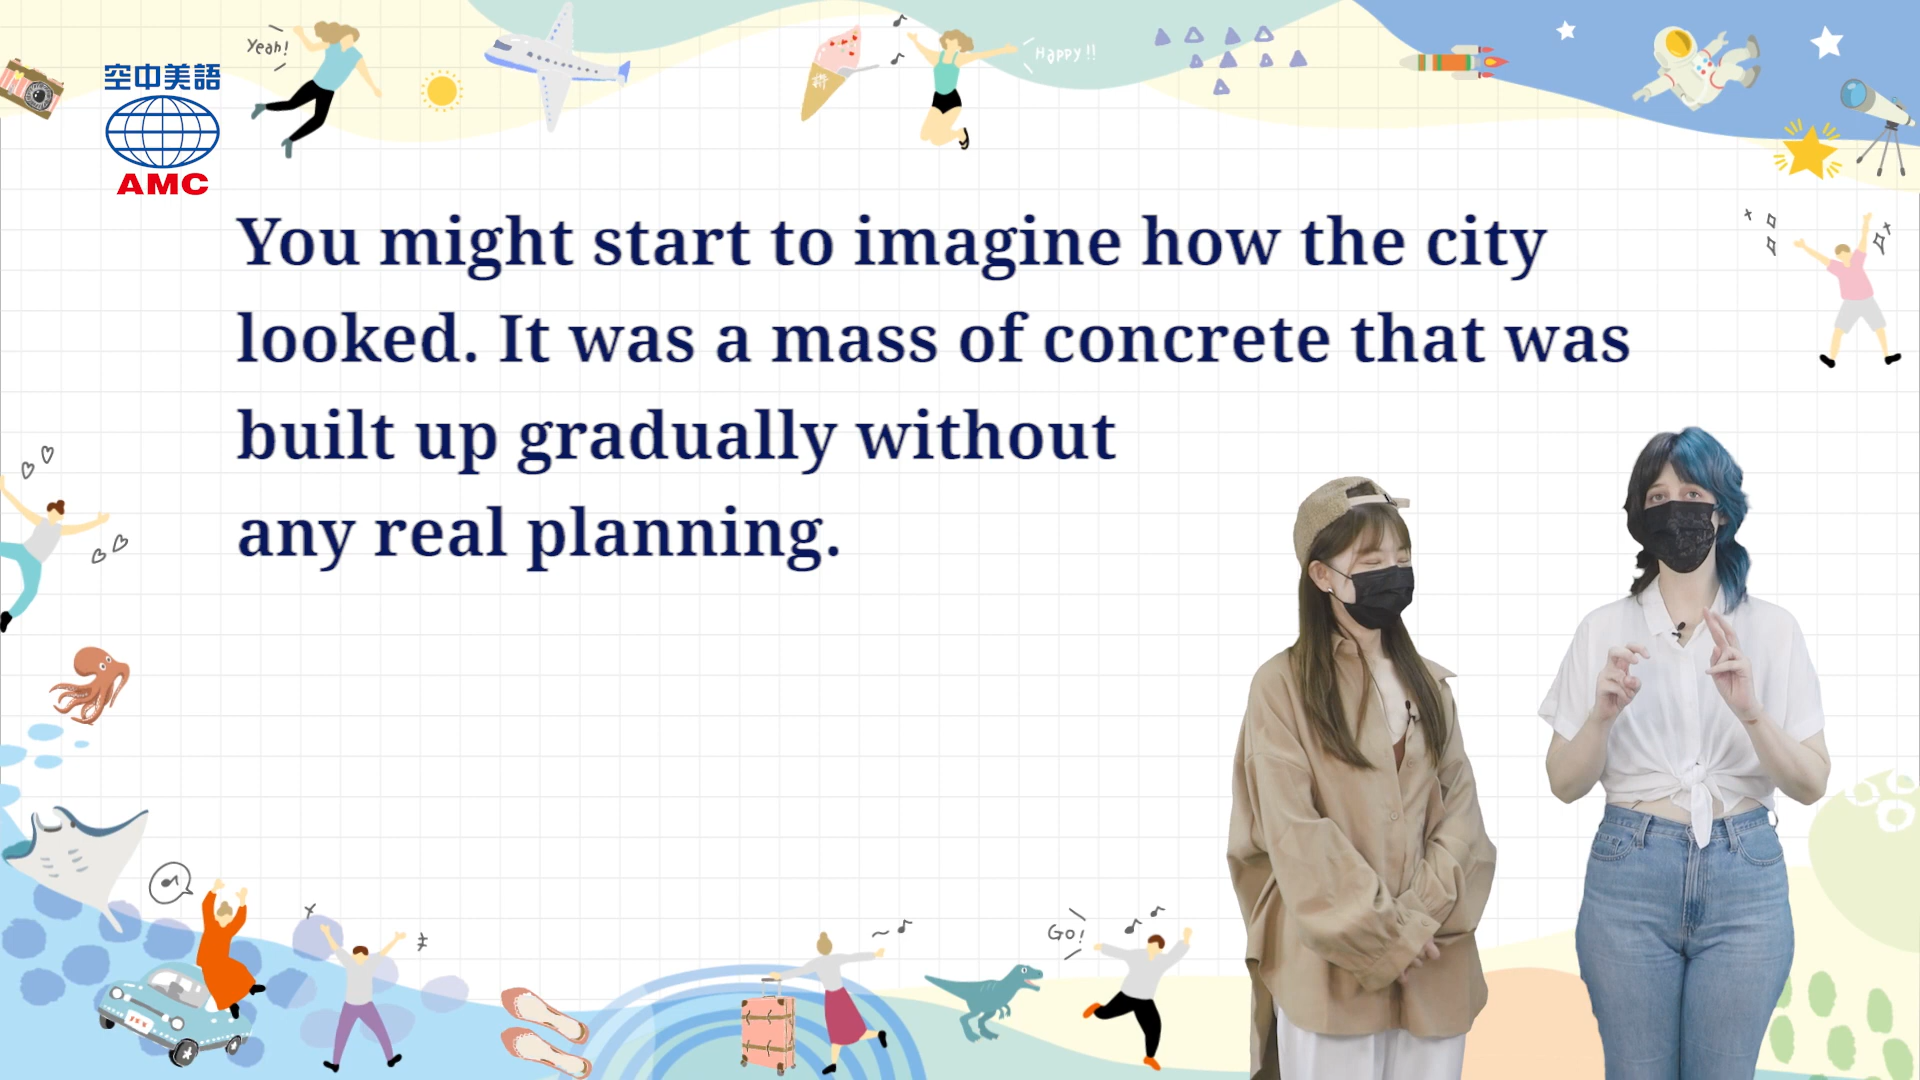 Yeah!
Happy!!
空中美語
AMC
You might start to imagine how the city
looked. It was a mass of concrete that was
built up gradually without
any real planning.
Go!